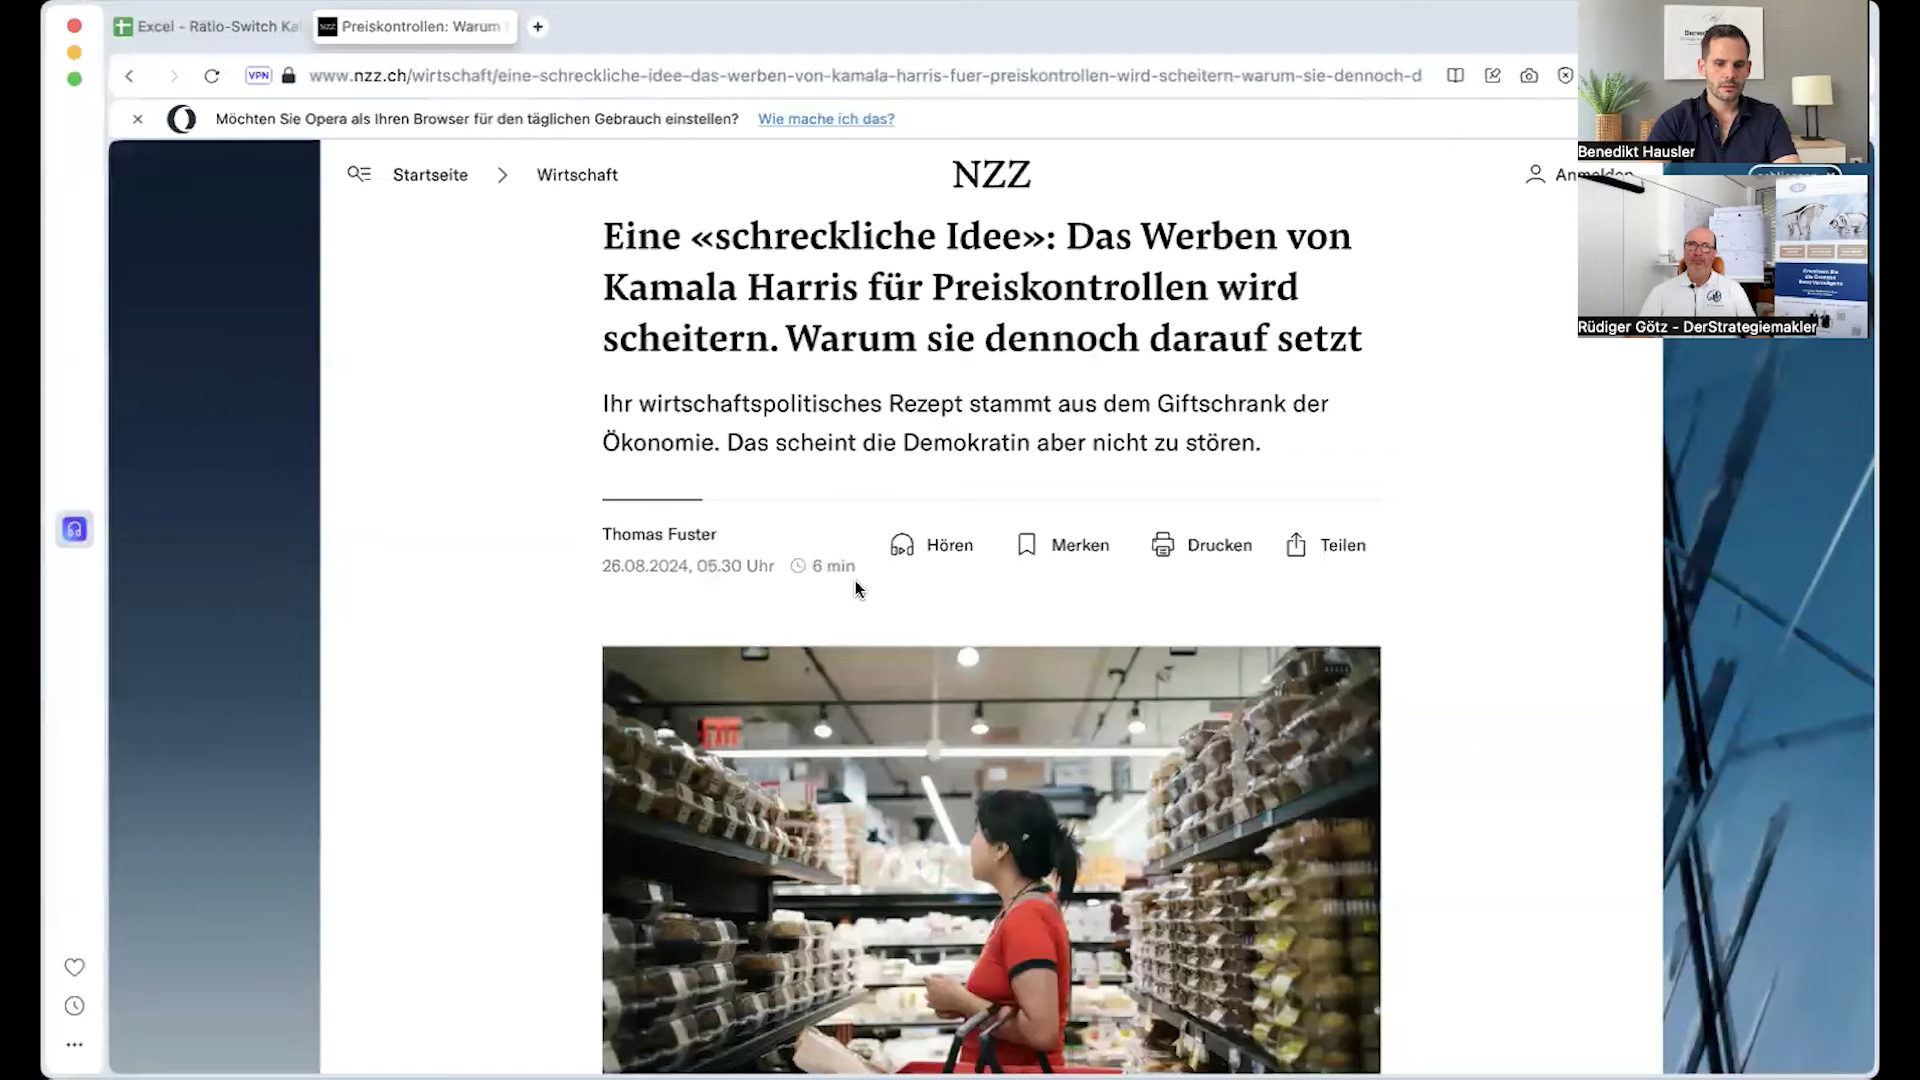 Excel - Ratio-Switch Ka
Preiskontrollen: Warum
VPN
www.nzz.ch/wirtschaft/eine-schreckliche-idee-das-werben-von-kamala-harris-fuer-preiskontrollen-wird-scheitern-warum-sie-dennoch-d
Möchten Sie Opera als Ihren Browser für den täglichen Gebrauch einstellen? Wie mache ich das?
Benedikt Hausler
Startseite > Wirtschaft
NZZ
Anmelden
Eine «schreckliche Idee»: Das Werben von
Kamala Harris für Preiskontrollen wird
scheitern. Warum sie dennoch darauf setzt
Rüdiger Götz - DerStrategiemakler
Ihr wirtschaftspolitisches Rezept stammt aus dem Giftschrank der
Ökonomie. Das scheint die Demokratin aber nicht zu stören.
Thomas Fuster
26.08.2024, 05.30 Uhr 6 min
Hören
Merken
Drucken
Teilen
EXIT